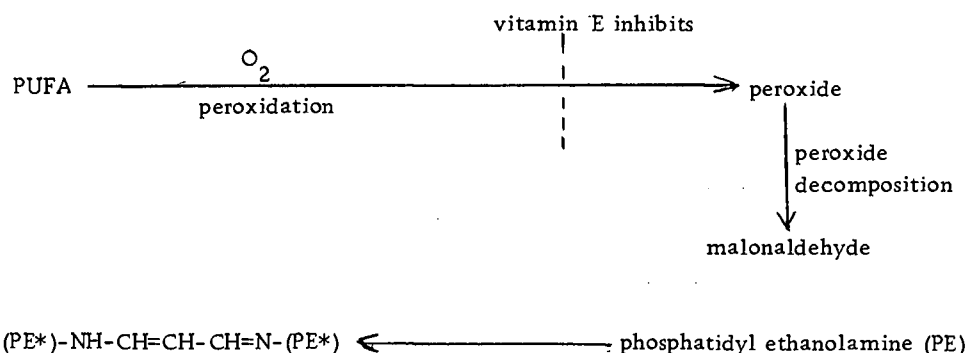 vitamin E inhibits
O2
PUFA
peroxidation
peroxide
peroxide
decomposition
malonaldehyde
(PE*)-NH-CH=CH-CH=N-(PE*)
phosphatidyl ethanolamine (PE)